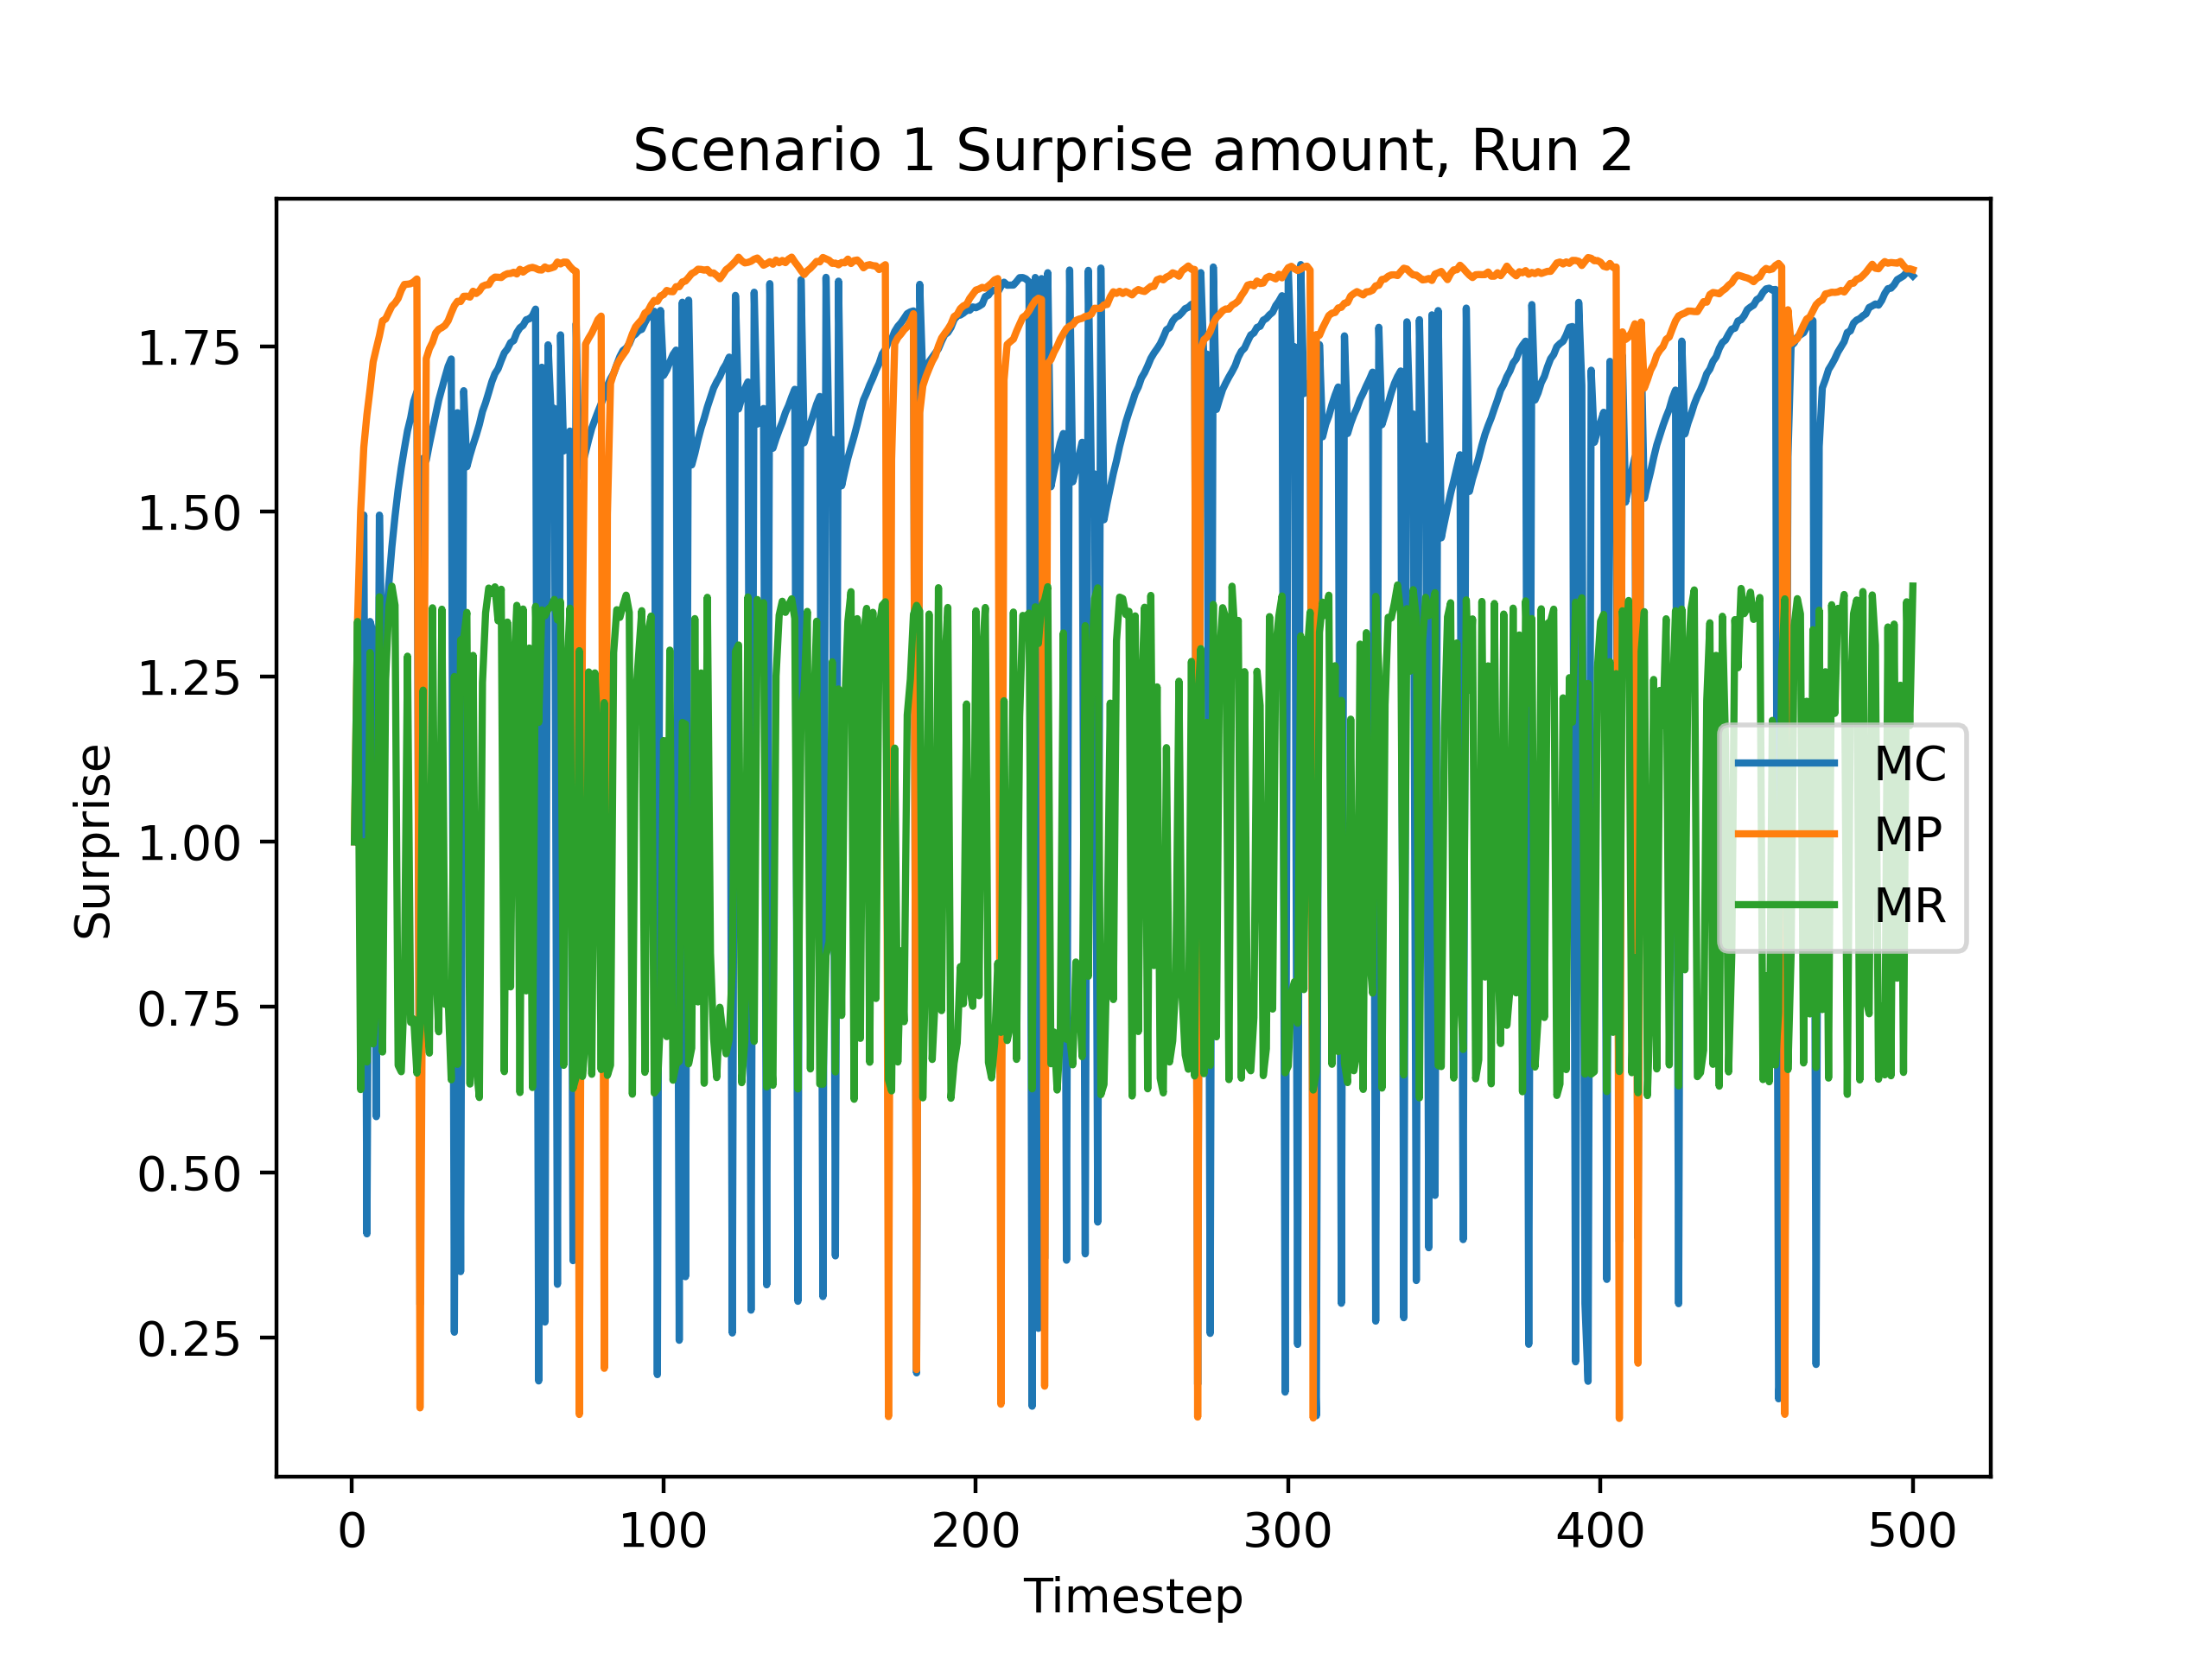 Scenario 1 Surprise amount, Run 2
Surprise
1.75
1.50
1.25
1.00
0.75
0.50
0.25
MC
MP
MR
0 100 200 300 400 500
Timestep